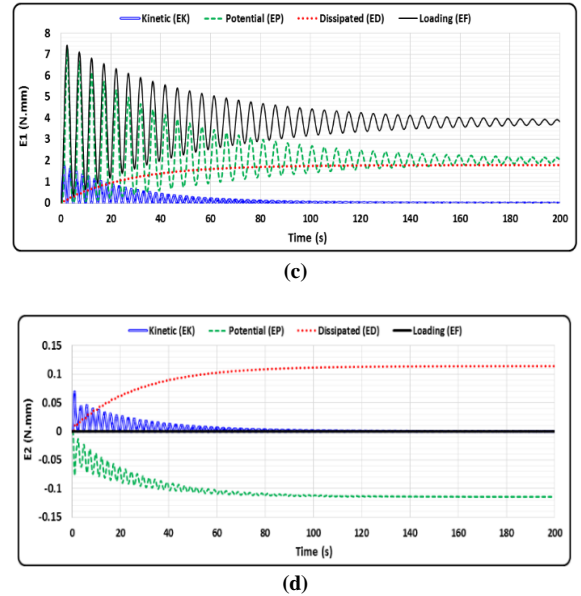 Kinetic (EK) Potential (EP) Dissipated (ED) Loading (EF)
8
7
6
5
4
3
2
1
0
E1 (N.mm)
0 20 40 60 80 100 120 140 160 180 200
Time (s)
(c)
Kinetic (EK) Potential (EP) Dissipated (ED) Loading (EF)
0.15
0.1
0.05
0
-0.05
-0.1
-0.15
E2 (N.mm)
0 20 40 60 80 100 120 140 160 180 200
Time (s)
(d)